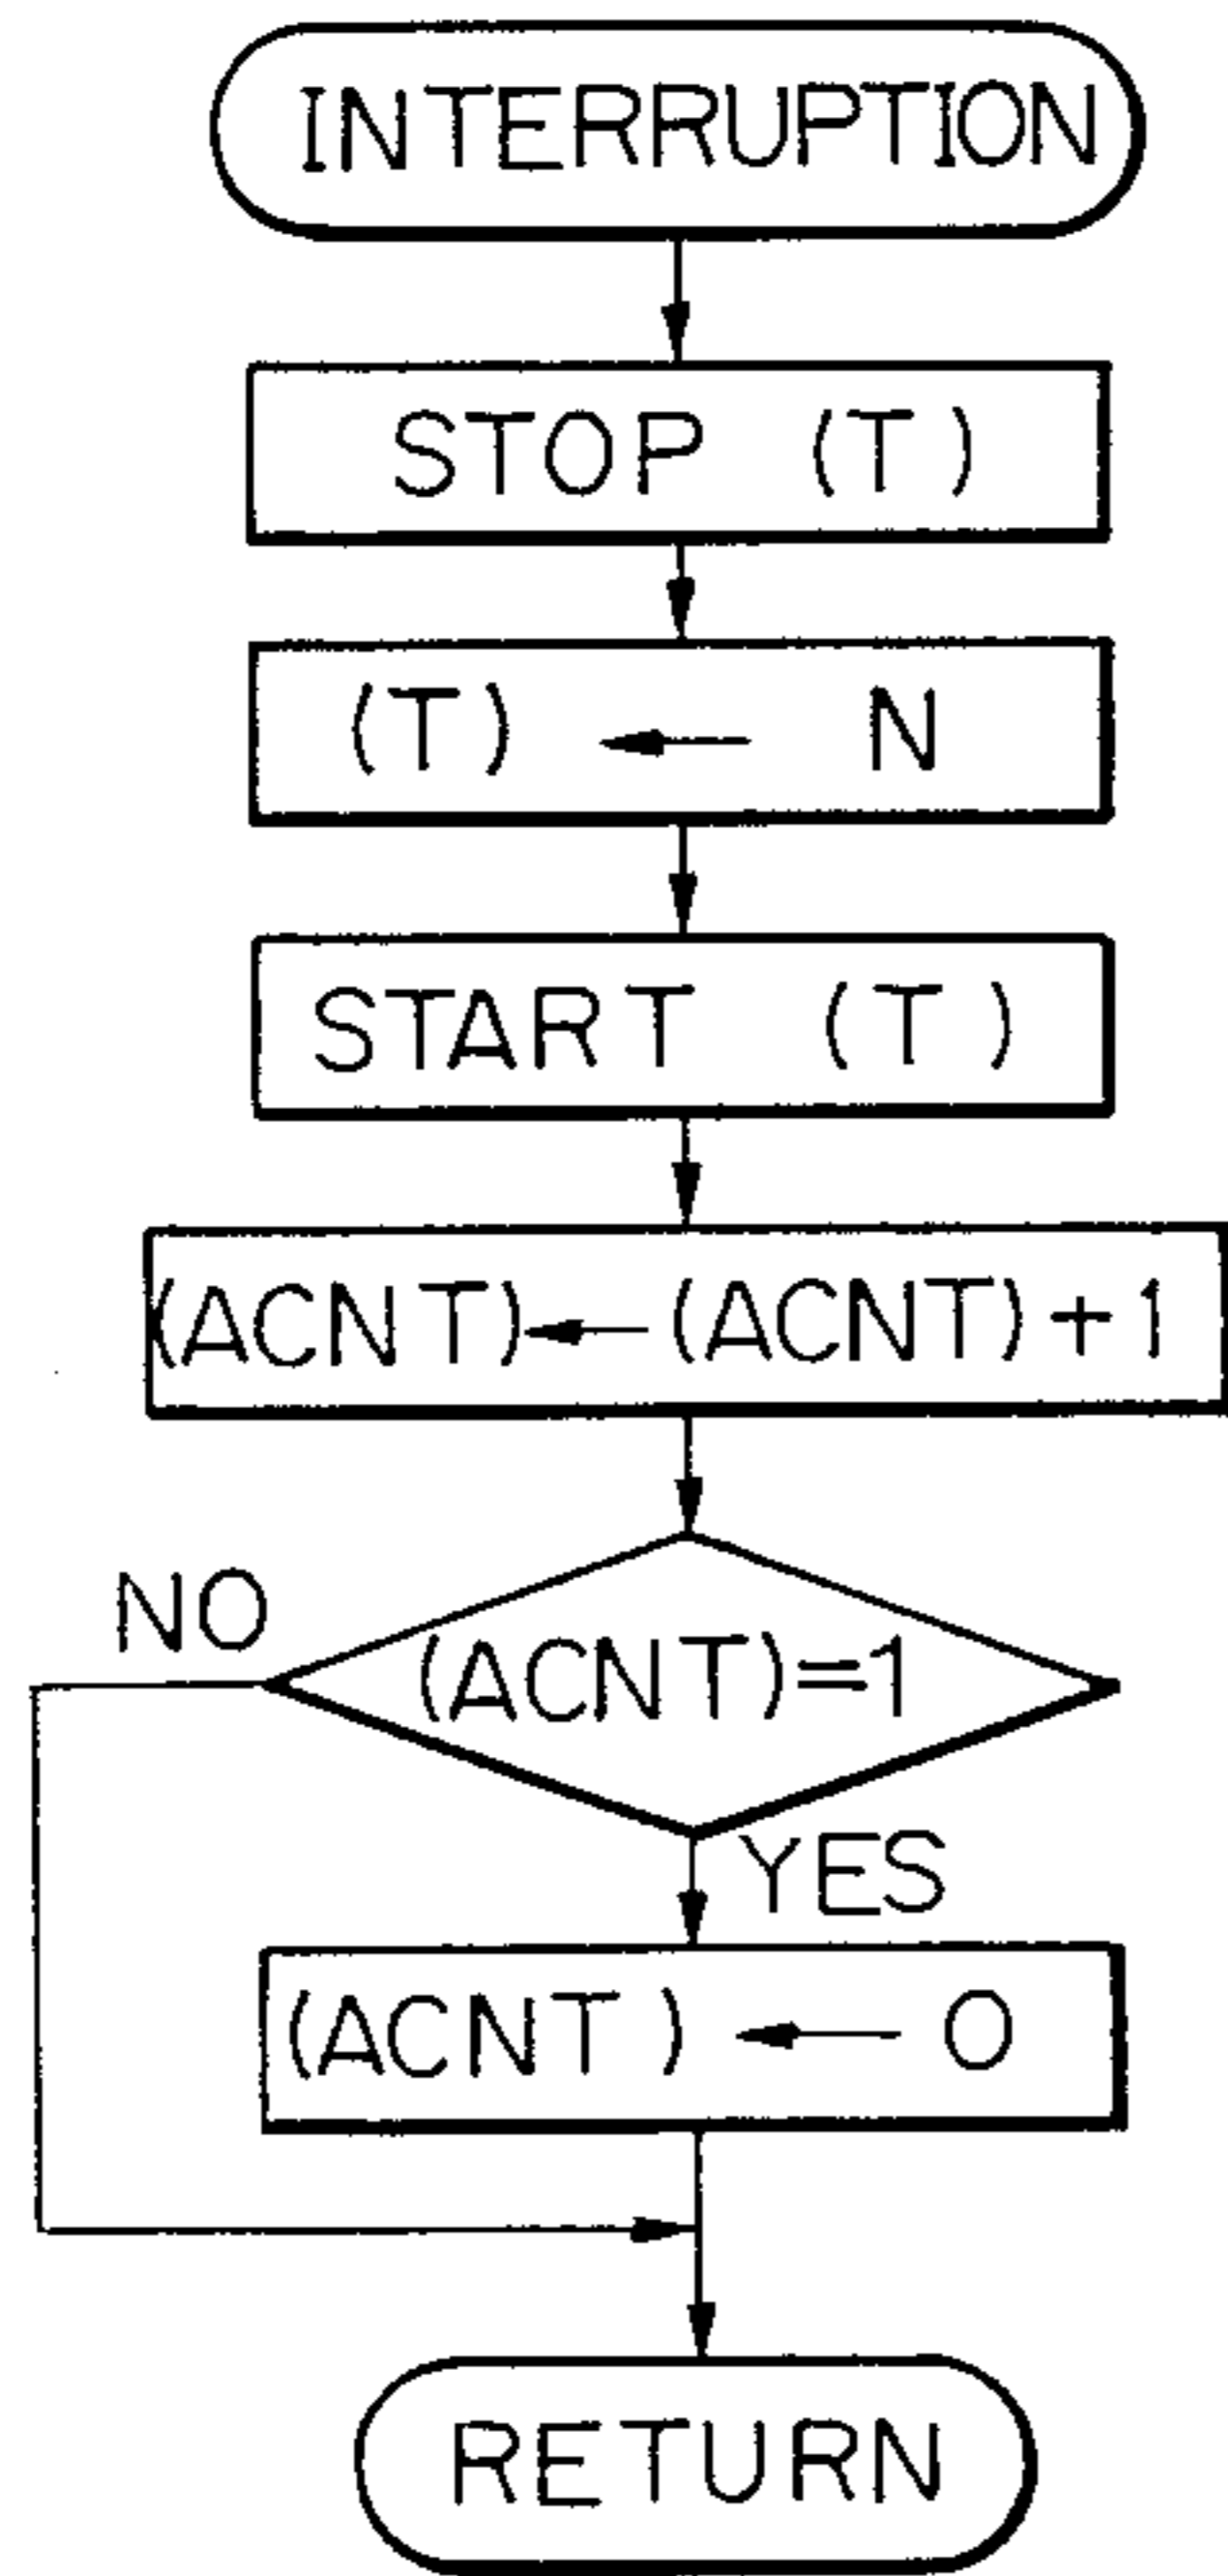 INTERRUPTION
STOP (T)
(T) ← N
START (T)
(ACNT) ← (ACNT) + 1
NO
(ACNT)=1
YES
(ACNT) ← 0
RETURN